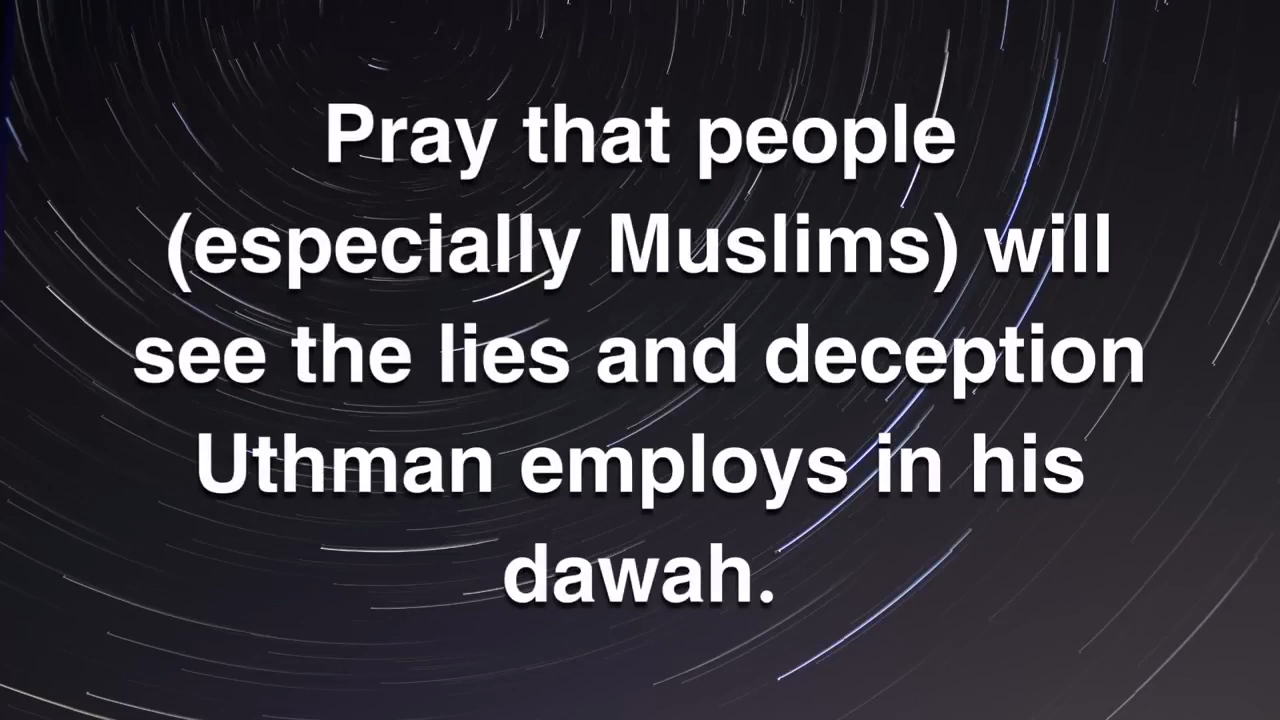 Pray that people
(especially Muslims) will
see the lies and deception
Uthman employs in his
dawah.